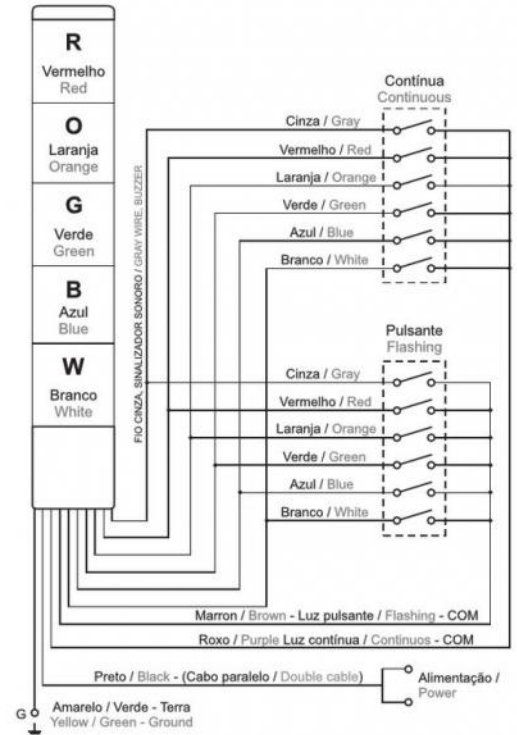 R
Vermelho
Red
O
Laranja
Orange
G
Verde
Green
B
Azul
Blue
W
Branco
White
FIO CINZA, SINALIZADOR SONORO / GRAY WIRE, BUZZER
Contínua
Continuous
Cinza / Gray
Vermelho / Red
Laranja / Orange
Verde / Green
Azul / Blue
Branco / White
Pulsante
Flashing
Cinza / Gray
Vermelho / Red
Laranja / Orange
Verde / Green
Azul / Blue
Branco / White
Marron / Brown - Luz pulsante / Flashing - COM
Roxo / Purple Luz contínua / Continuos - COM
Preto / Black - (Cabo paralelo / Double cable)
Alimentação /
Power
G
Amarelo / Verde - Terra
Yellow / Green - Ground